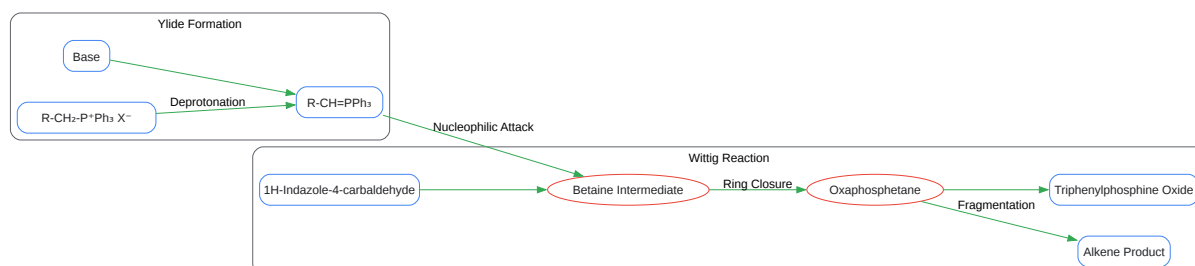 Ylide Formation
Base
Deprotonation
R-CH₂-P⁺Ph₃ X⁻
R-CH=PPh₃
Nucleophilic Attack
Wittig Reaction
1H-Indazole-4-carbaldehyde
Betaine Intermediate
Ring Closure
Oxaphosphetane
Triphenylphosphine Oxide
Fragmentation
Alkene Product